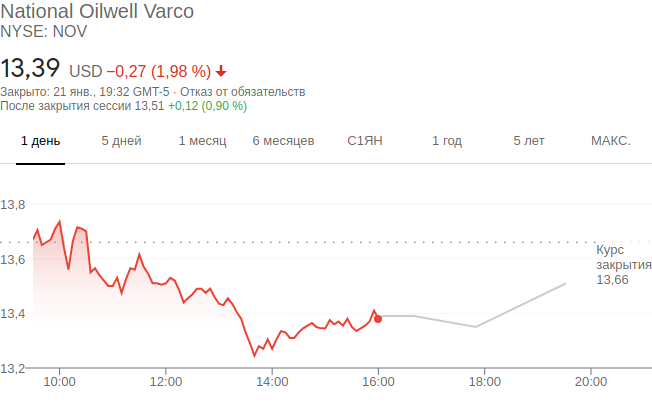 National Oilwell Varco
NYSE: NOV
13,39 USD −0,27 (1,98 %)
Закрыто: 21 янв., 19:32 GMT-5 · Отказ от обязательств
После закрытия сессии 13,51 +0,12 (0,90 %)
1 день 5 дней 1 месяц 6 месяцев С1ЯН 1 год 5 лет МАКС.
13,8
13,6
13,4
13,2
Курс
закрытия
13,66
10:00 12:00 14:00 16:00 18:00 20:00